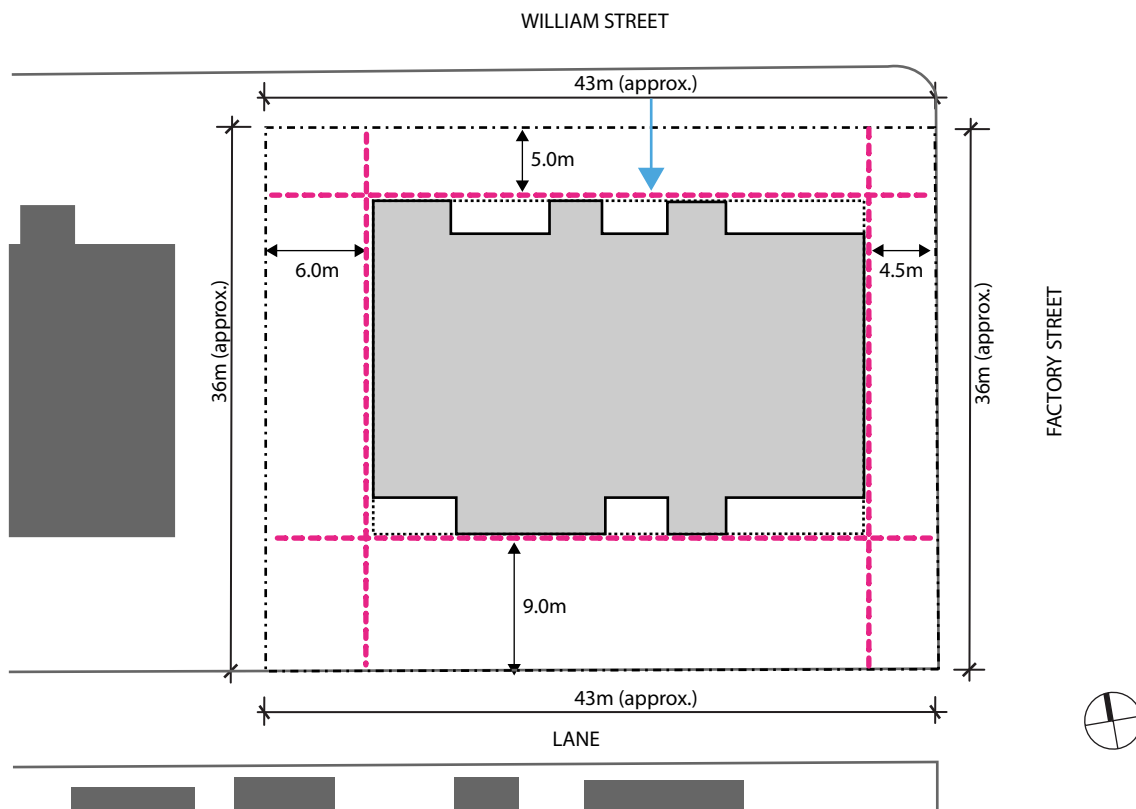 WILLIAM STREET
43m (approx.)
5.0m
6.0m
4.5m
36m (approx.)
36m (approx.)
FACTORY STREET
9.0m
43m (approx.)
LANE